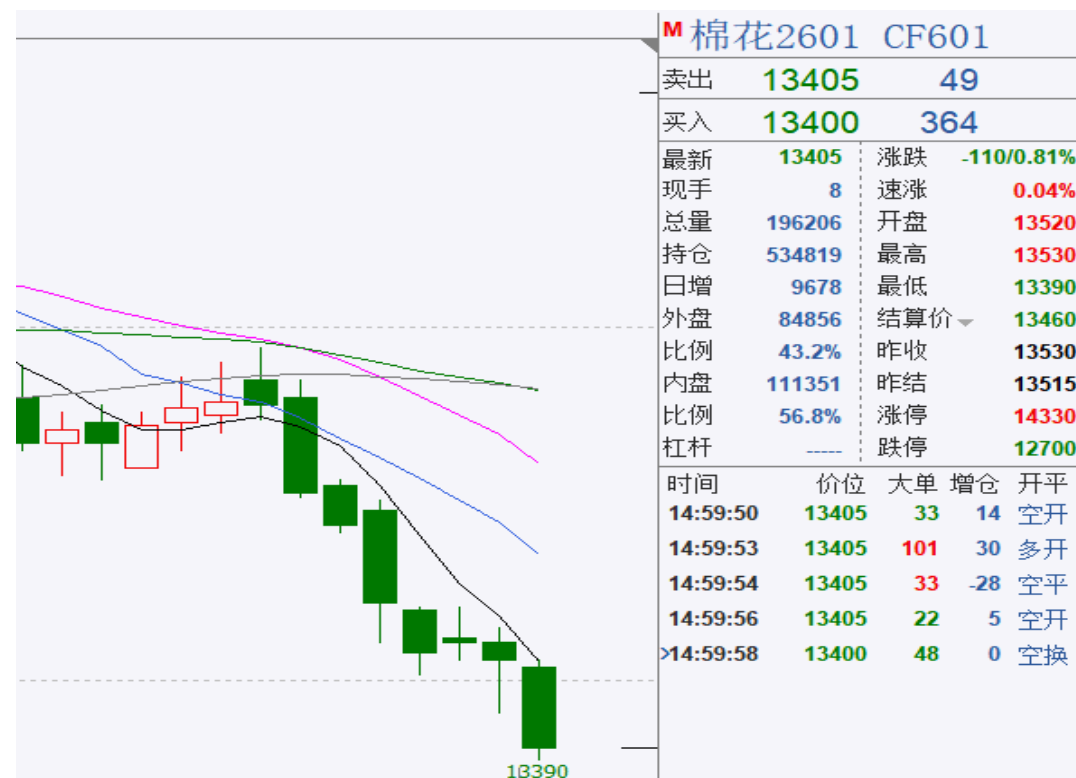 M 棉花2601 CF601
卖出 13405 49
买入 13400 364
最新 13405 涨跌 -110/0.81%
现手 8 速涨 0.04%
总量 196206 开盘 13520
持仓 534819 最高 13530
日增 9678 最低 13390
外盘 84856 结算价 13460
比例 43.2% 昨收 13530
内盘 111351 昨结 13515
比例 56.8% 涨停 14330
杠杆 ----- 跌停 12700
时间 价位 大单 增仓 开平
14:59:50 13405 33 14 空开
14:59:53 13405 101 30 多开
14:59:54 13405 33 -28 空平
14:59:56 13405 22 5 空开
>14:59:58 13400 48 0 空换
13390